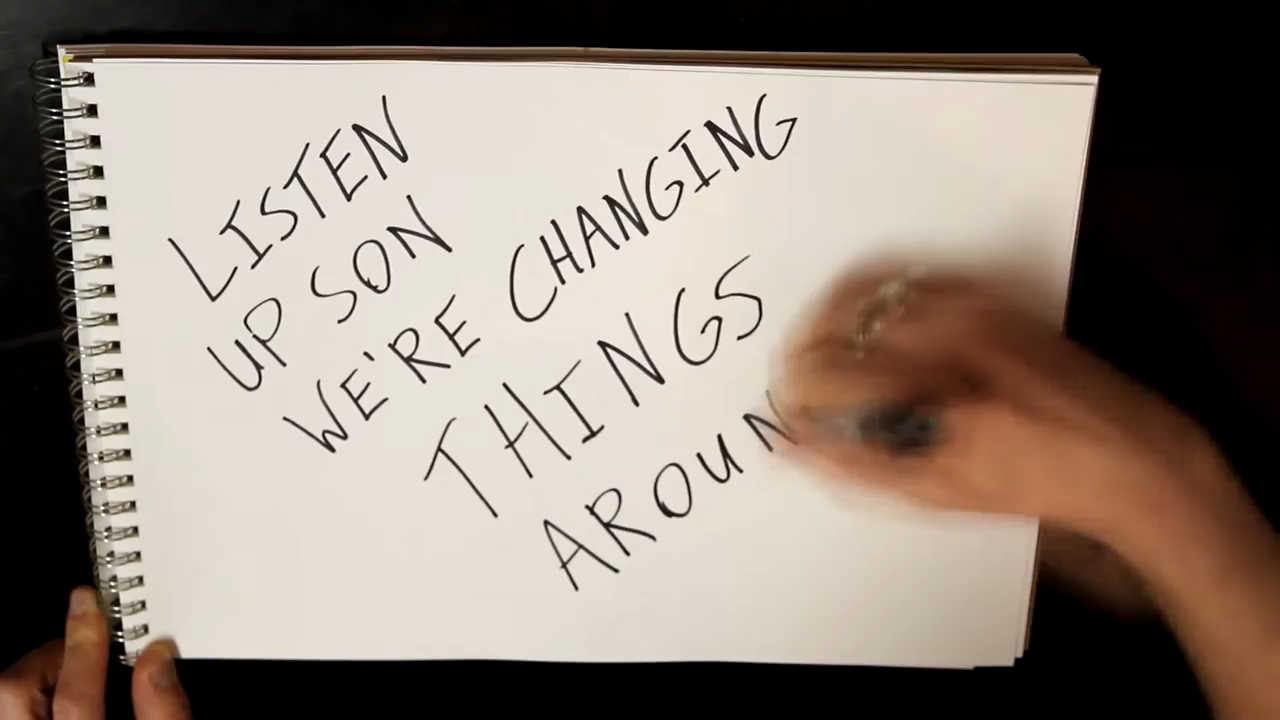 LISTEN
UP SON
WE'RE CHANGING
THINGS
AROUN